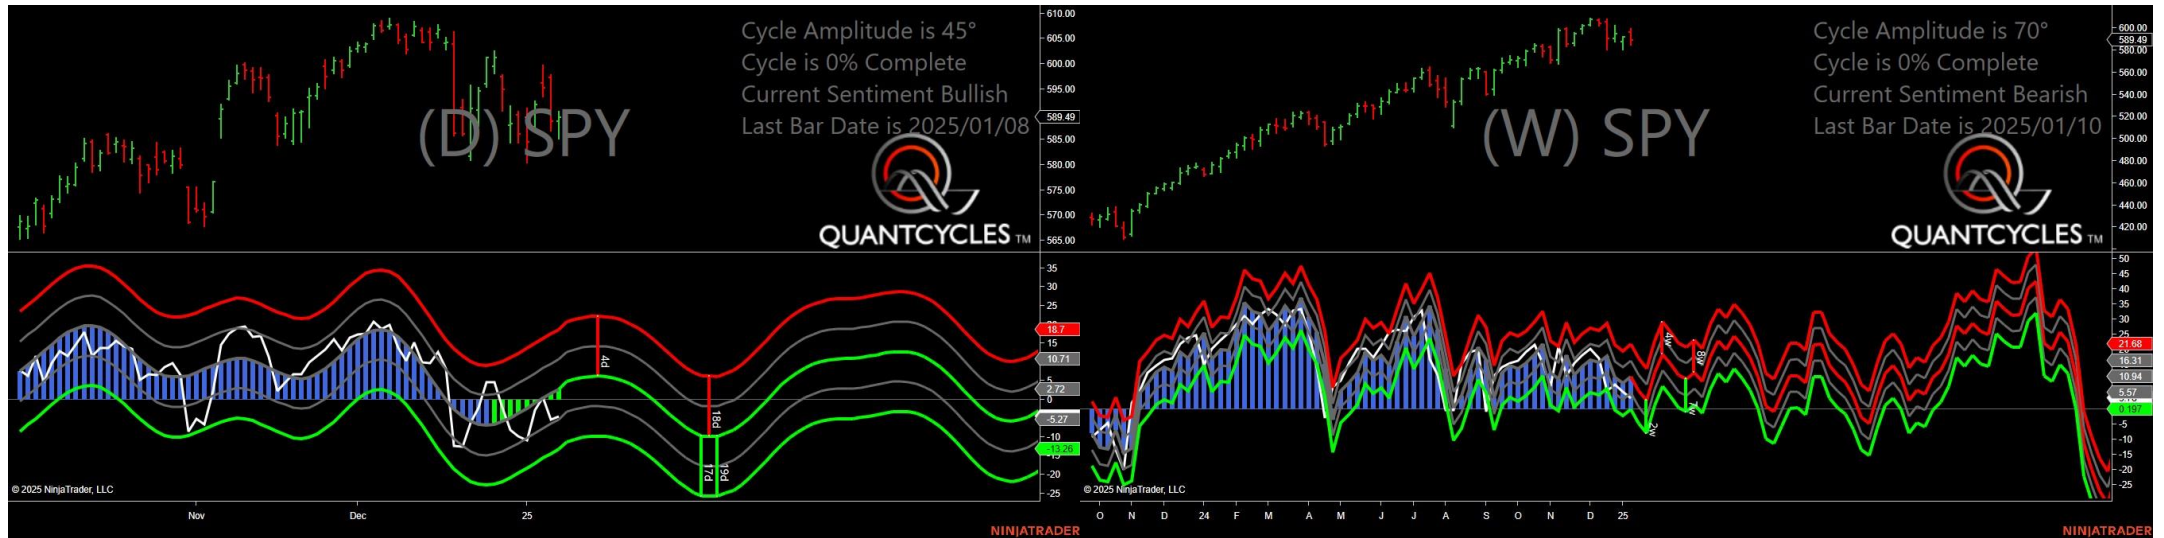 Cycle Amplitude is 45°
Cycle is 0% Complete
Current Sentiment Bullish
Last Bar Date is 2025/01/08
(D) SPY
QUANTCYCLES TM
610.00
605.00
600.00
595.00
589.49
585.00
580.00
575.00
570.00
565.00
35
30
25
18.7
15
10.71
5
2.72
0
-5.27
-10
-13.26
-20
-25
4d
18d
17d
19d
© 2025 NinjaTrader, LLC
Nov
Dec
25
NINJATRADER
Cycle Amplitude is 70°
Cycle is 0% Complete
Current Sentiment Bearish
Last Bar Date is 2025/01/10
(W) SPY
QUANTCYCLES TM
600.00
589.49
580.00
560.00
540.00
520.00
500.00
480.00
460.00
440.00
420.00
50
45
40
35
30
25
21.68
16.31
10.94
5.57
0.197
-5
-10
-15
-20
-25
4w
8w
2w
7w
© 2025 NinjaTrader, LLC
O N D 24 F M A M J J A S O N D 25
NINJATRADER